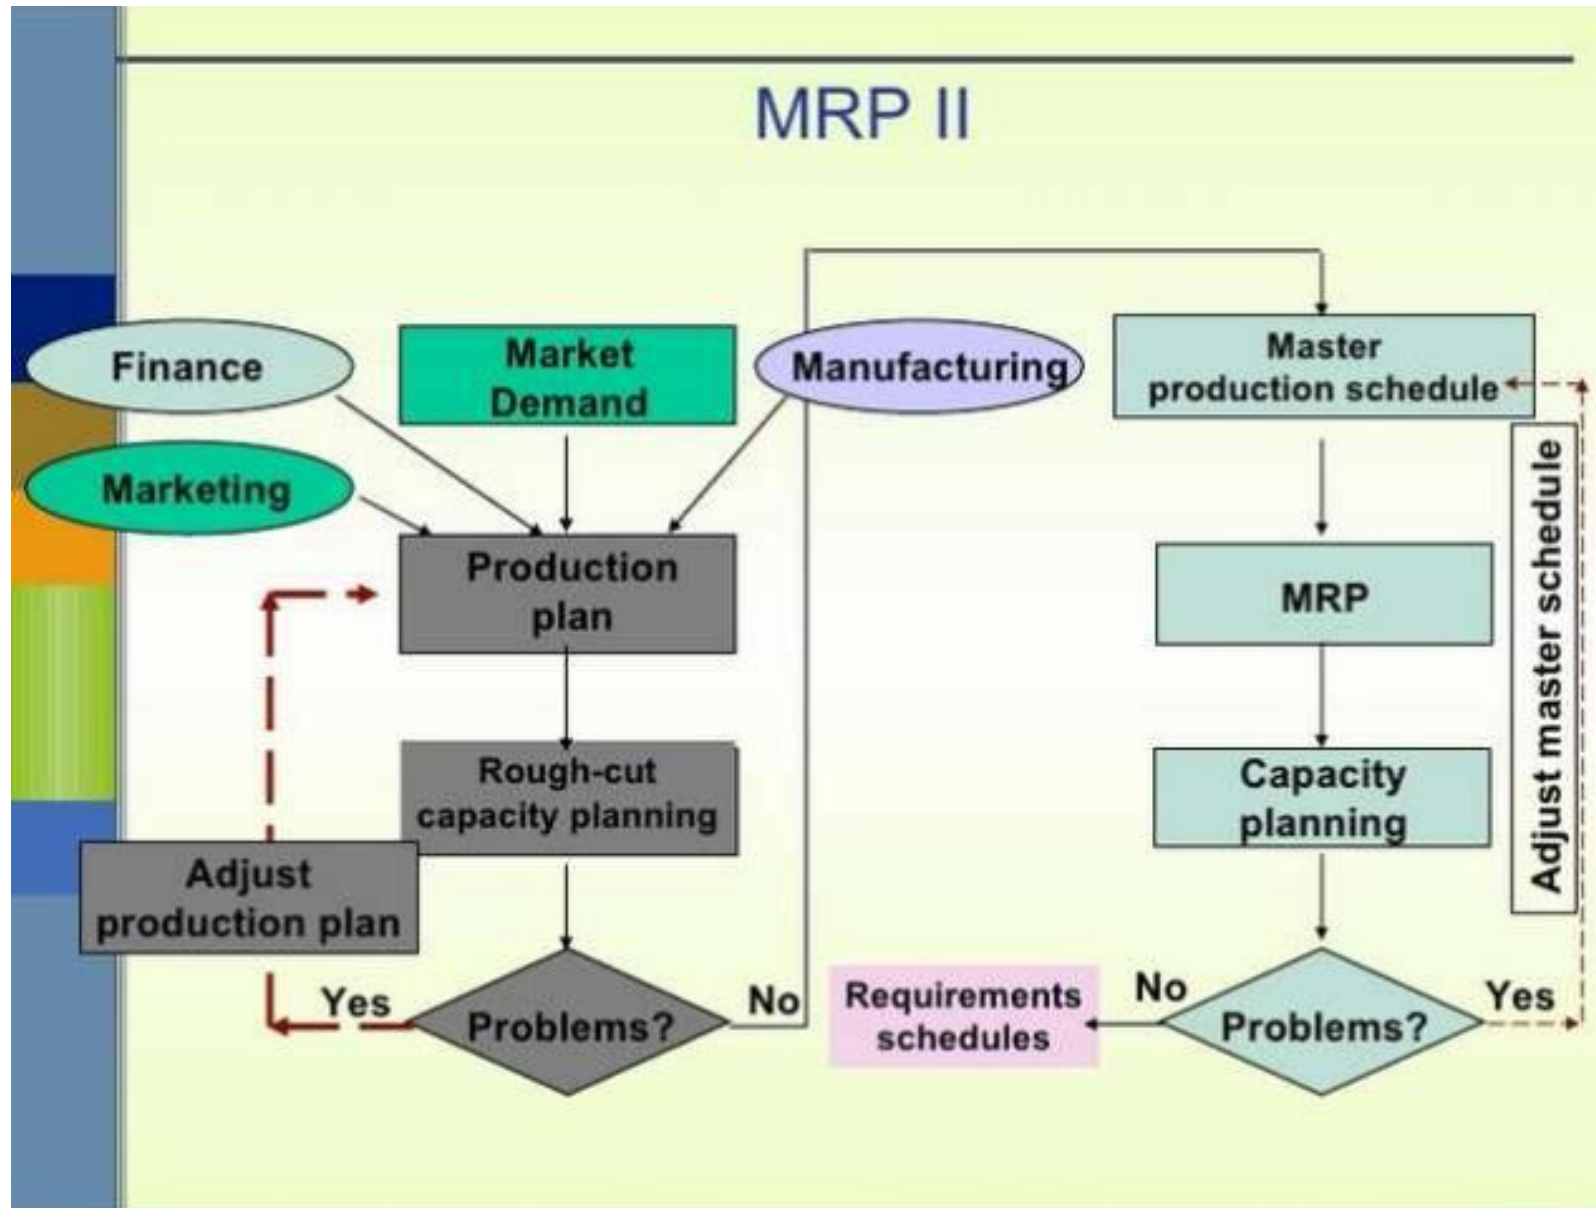 MRP II
Finance
Market
Demand
Manufacturing
Master
production schedule
Marketing
Production
plan
MRP
Adjust master schedule
Rough-cut
capacity planning
Capacity
planning
Adjust
production plan
Yes
Problems?
No
Requirements
schedules
No
Problems?
Yes